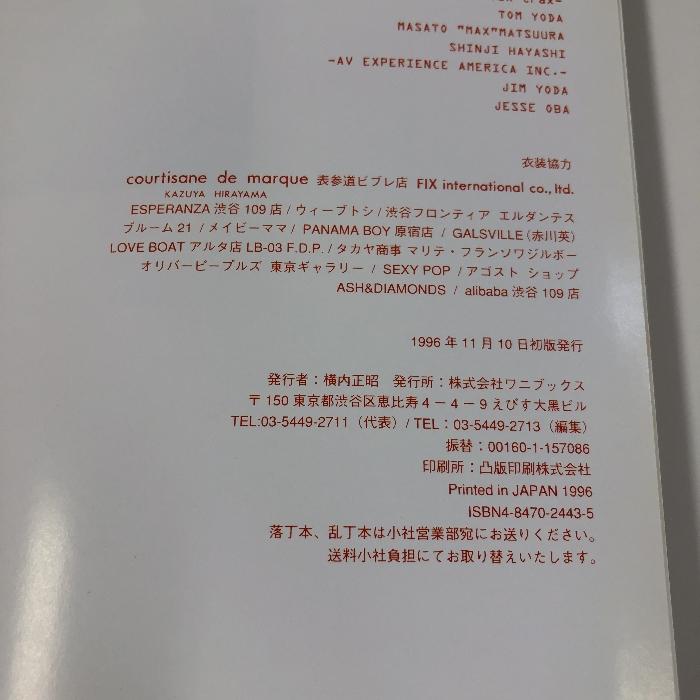 TOM YODA
MASATO "MAX"MATSUURA
SHINJI HAYASHI
-AV EXPERIENCE AMERICA INC.-
JIM YODA
JESSE OBA
衣装協力
courtisane de marque 表参道ビブレ店 FIX international co., ltd.
KAZUYA HIRAYAMA
ESPERANZA 渋谷 109 店 / ウィーブトシ / 渋谷フロンティア エルダンテス
ブルーム 21 / メイビーママ / PANAMA BOY 原宿店 / GALSVILLE (赤川英)
LOVE BOAT アルタ店 LB-03 F.D.P. / タカヤ商事 マリテ・フランソワジルボー
オリバーピープルズ 東京ギャラリー / SEXY POP / アゴスト ショップ
ASH&DIAMONDS / alibaba 渋谷 109 店
1996 年 11 月 10 日初版発行
発行者：横内正昭 発行所：株式会社ワニブックス
〒 150 東京都渋谷区恵比寿 4 − 4 − 9 えびす大黒ビル
TEL:03-5449-2711（代表）/ TEL：03-5449-2713（編集）
振替：00160-1-157086
印刷所：凸版印刷株式会社
Printed in JAPAN 1996
ISBN4-8470-2443-5
落丁本、乱丁本は小社営業部宛にお送りください。
送料小社負担にてお取り替えいたします。